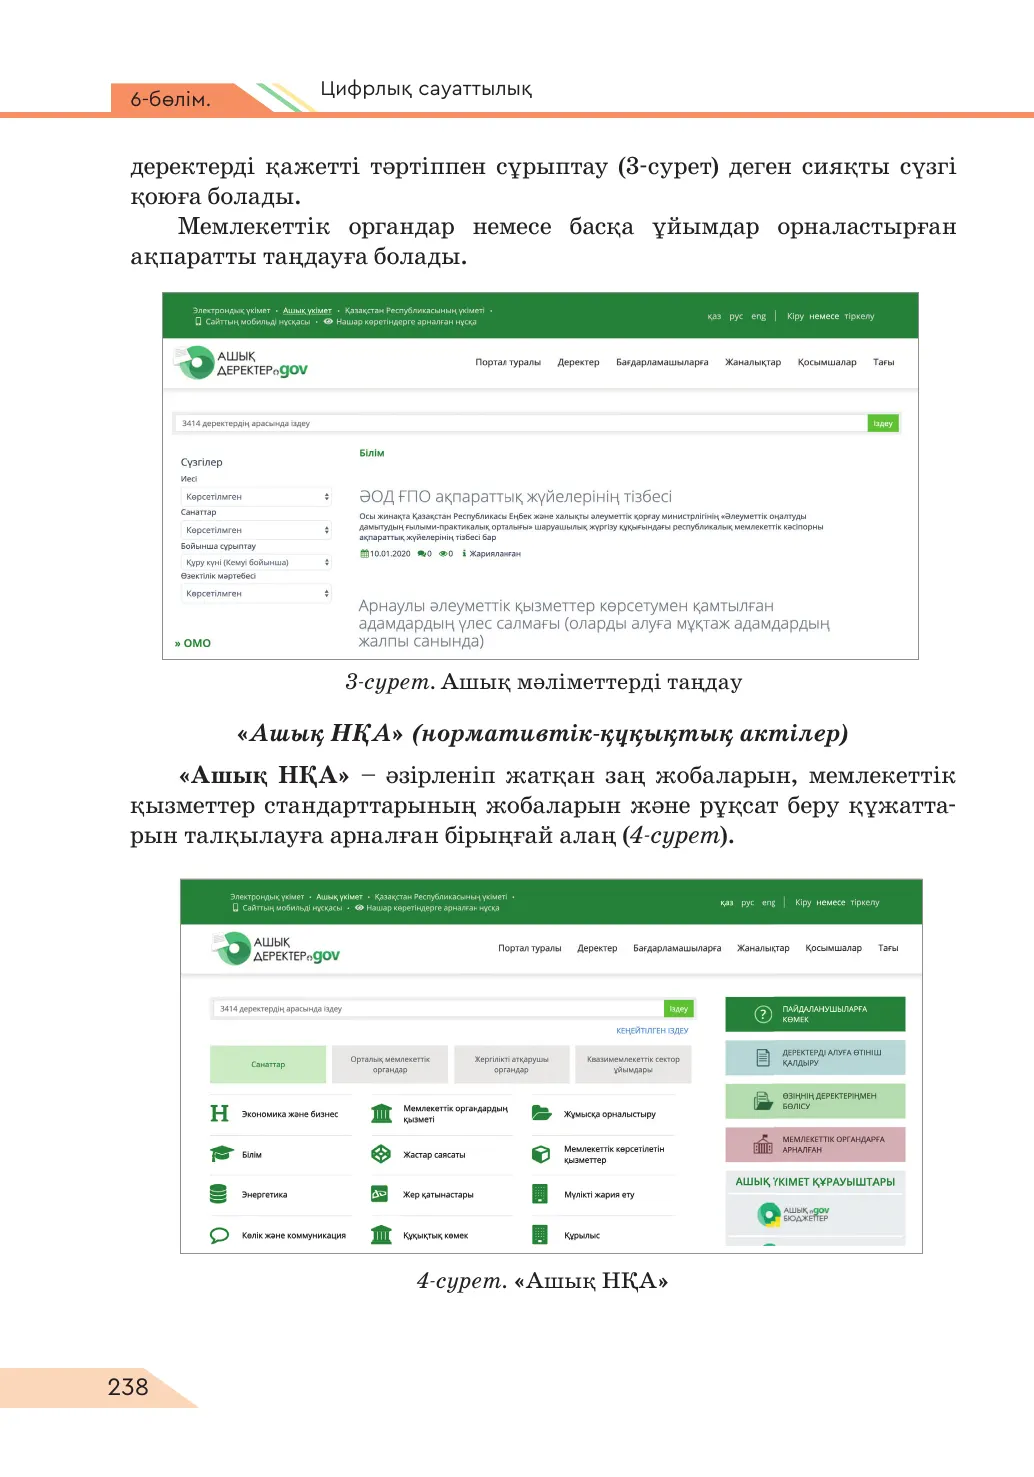 6-бөлім.
Цифрлық сауаттылық
деректерді қажетті тәртіппен сұрыптау (3-сурет) деген сияқты сүзгі
қоюға болады.
Мемлекеттік органдар немесе басқа ұйымдар орналастырған
ақпаратты таңдауға болады.
Электрондық үкімет • Ашық үкімет • Қазақстан Республикасының үкіметі •
Сайттың мобильді нұсқасы • Нашар көретіндерге арналған нұсқа
қаз рус eng | Кіру немесе тіркелу
АШЫҚ
ДЕРЕКТЕР.gov
Портал туралы Деректер Бағдарламашыларға Жаналықтар Қосымшалар Тағы
3414 деректердің арасында іздеу
Іздеу
Сүзгілер
Иесі
Көрсетілмген
Санаттар
Көрсетілмген
Бойынша сұрыптау
Құру күні (Кемуі бойынша)
Өзектілік мәртебесі
Көрсетілмген
» ОМО
Білім
ӘОД ҒПО ақпараттық жүйелерінің тізбесі
Осы жинақта Қазақстан Республикасы Еңбек және халықты әлеуметтік қорғау министрлігінің «Әлеуметтік оңалтуды
дамытудың ғылыми-практикалық орталығы» шаруашылық жүргізу құқығындағы республикалық мемлекеттік кәсіпорны
ақпараттық жүйелерінің тізбесі бар
10.01.2020 0 0 Жарияланған
Арнаулы әлеуметтік қызметтер көрсетумен қамтылған
адамдардың үлес салмағы (оларды алуға мұқтаж адамдардың
жалпы санында)
3-сурет. Ашық мәліметтерді таңдау
«Ашық НҚА» (нормативтік-құқықтық актілер)
«Ашық НҚА» – әзірленіп жатқан заң жобаларын, мемлекеттік
қызметтер стандарттарының жобаларын және рұқсат беру құжатта-
рын талқылауға арналған бірыңғай алаң (4-сурет).
Электрондық үкімет • Ашық үкімет • Қазақстан Республикасының үкіметі •
Сайттың мобильді нұсқасы • Нашар көретіндерге арналған нұсқа
қаз рус eng | Кіру немесе тіркелу
АШЫҚ
ДЕРЕКТЕР.gov
Портал туралы Деректер Бағдарламашыларға Жаналықтар Қосымшалар Тағы
3414 деректердің арасында іздеу
Іздеу
КЕҢЕЙТІЛГЕН ІЗДЕУ
Санаттар
Орталық мемлекеттік
органдар
Жергілікті атқарушы
органдар
Квазимемлекеттік сектор
ұйымдары
Экономика және бизнес
Мемлекеттік органдардың
қызметі
Жұмысқа орналыстыру
Білім
Жастар саясаты
Мемлекеттік көрсетілетін
қызметтер
Энергетика
Жер қатынастары
Мүлікті жария ету
Көлік және коммуникация
Құқықтық көмек
Құрылыс
ПАЙДАЛАНУШЫЛАРҒА
КӨМЕК
ДЕРЕКТЕРДІ АЛУҒА ӨТІНІШ
ҚАЛДЫРУ
ӨЗІҢНІҢ ДЕРЕКТЕРІҢМЕН
БӨЛІСУ
МЕМЛЕКЕТТІК ОРГАНДАРҒА
АРНАЛҒАН
АШЫҚ ҮКІМЕТ ҚҰРАУЫШТАРЫ
АШЫҚ.gov
БЮДЖЕТТЕР
4-сурет. «Ашық НҚА»
238